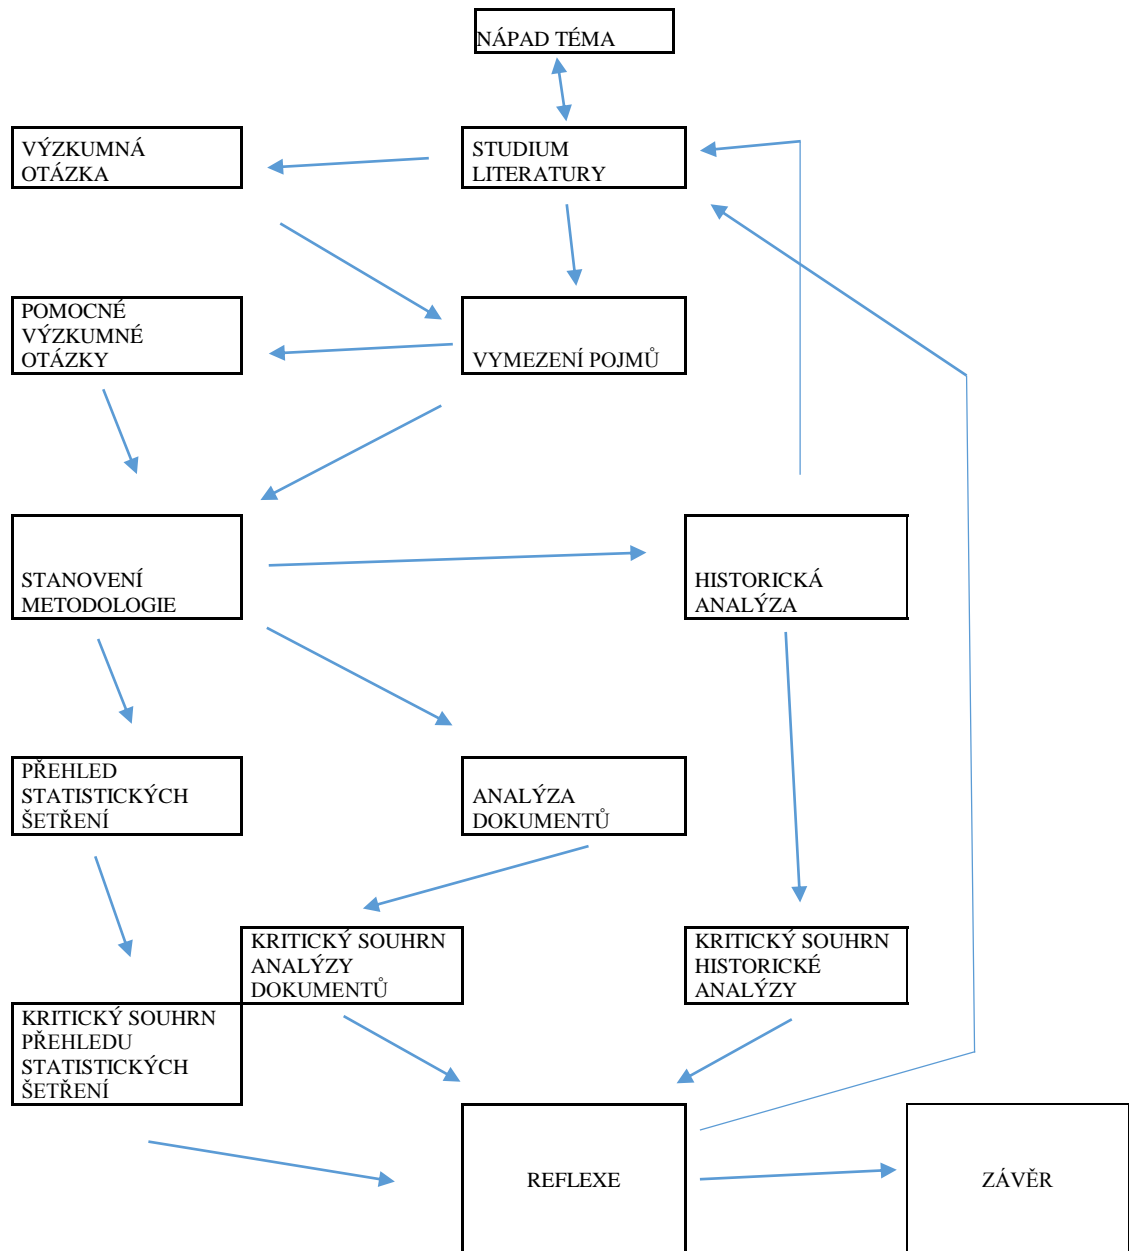 NÁPAD TÉMA
VÝZKUMNÁ
OTÁZKA
STUDIUM
LITERATURY
POMOCNÉ
VÝZKUMNÉ
OTÁZKY
VYMEZENÍ POJMŮ
STANOVENÍ
METODOLOGIE
HISTORICKÁ
ANALÝZA
PŘEHLED
STATISTICKÝCH
ŠETŘENÍ
ANALÝZA
DOKUMENTŮ
KRITICKÝ SOUHRN
ANALÝZY
DOKUMENTŮ
KRITICKÝ SOUHRN
HISTORICKÉ
ANALÝZY
KRITICKÝ SOUHRN
PŘEHLEDU
STATISTICKÝCH
ŠETŘENÍ
REFLEXE
ZÁVĚR